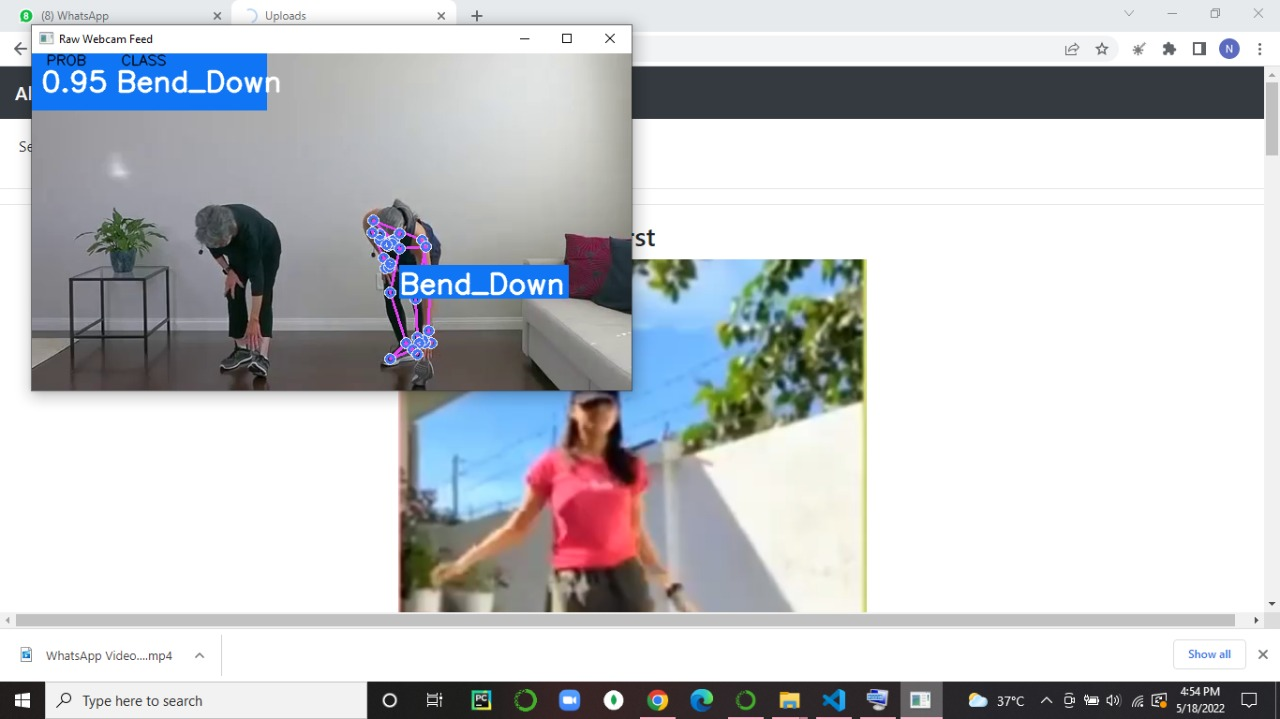 (8) WhatsApp
Uploads
Raw Webcam Feed
N
PROB CLASS
0.95 Bend_Down
Al
Se
rst
Bend_Down
WhatsApp Video....mp4
Show all
Type here to search
PC
37°C
4:54 PM
5/18/2022